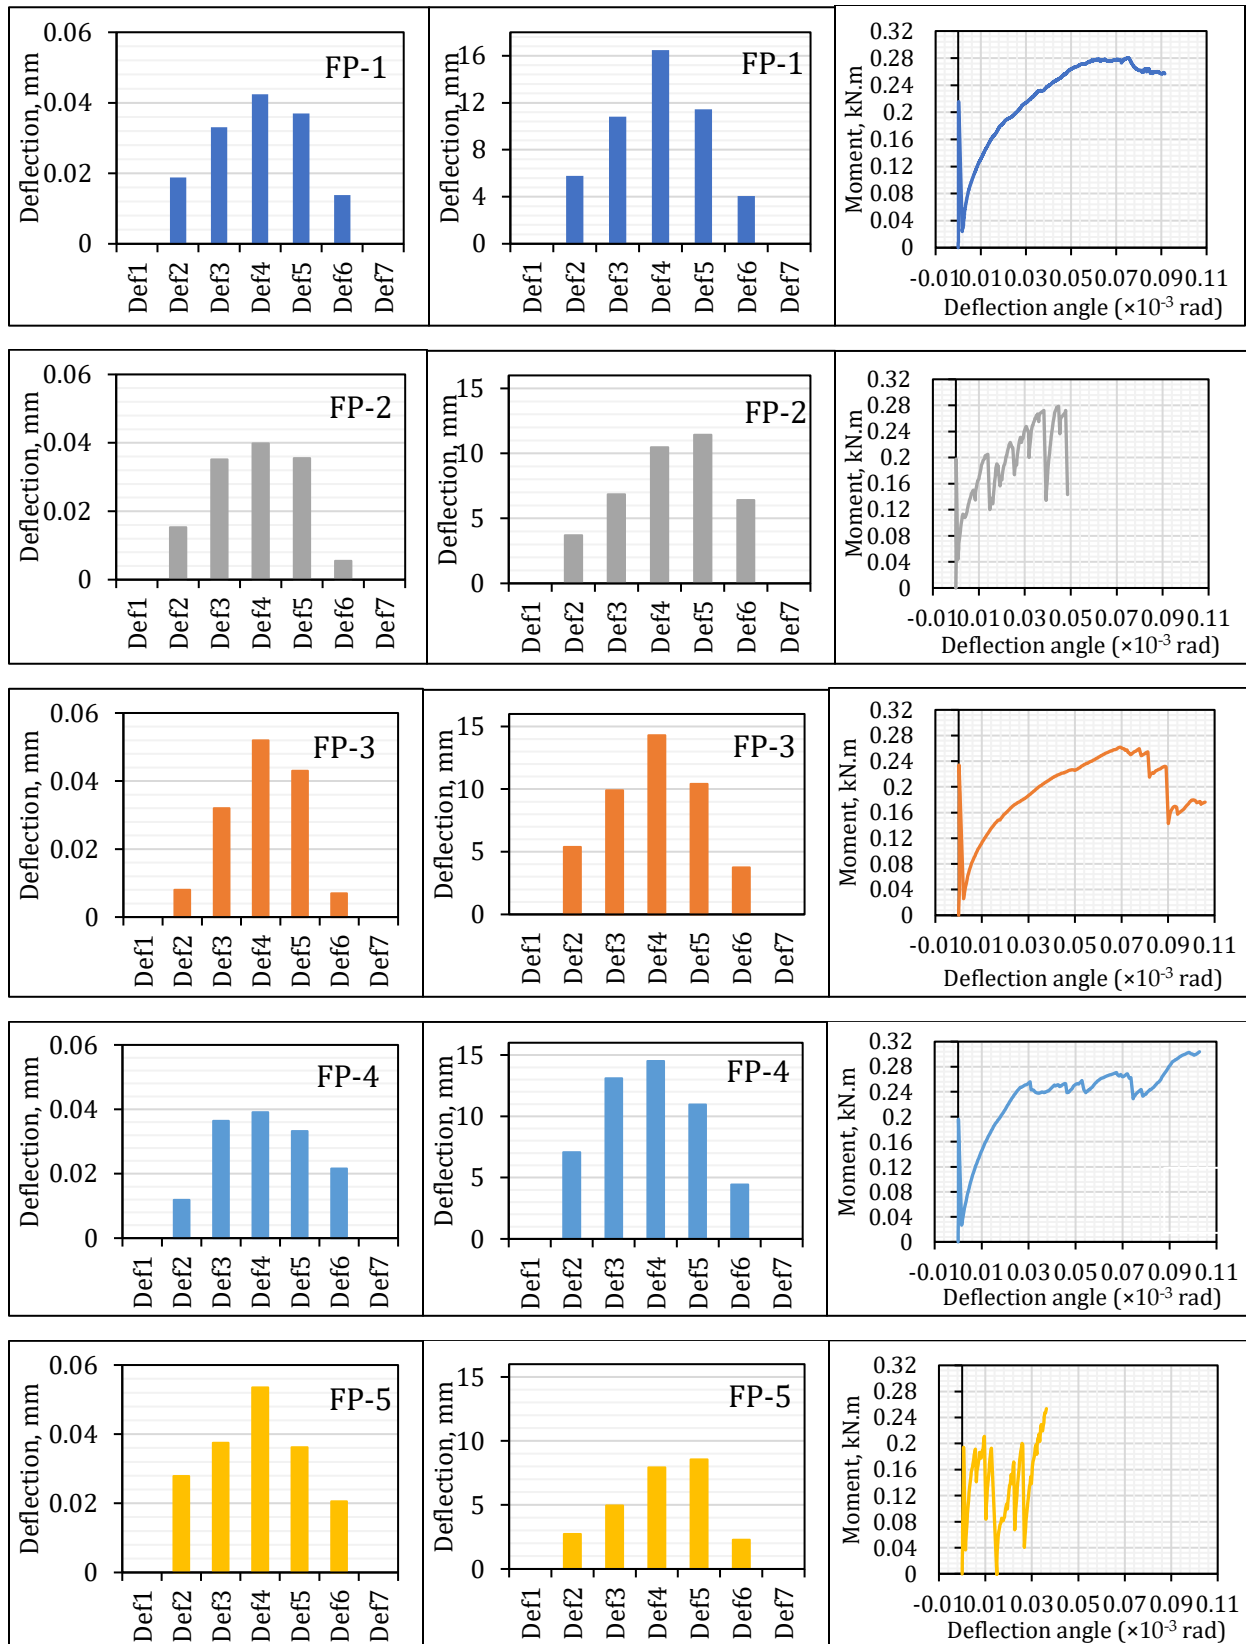 0.06
0.04
0.02
0
Deflection, mm
FP-1
Def1
Def2
Def3
Def4
Def5
Def6
Def7
16
12
8
4
0
Deflection, mm
FP-1
Def1
Def2
Def3
Def4
Def5
Def6
Def7
0.32
0.28
0.24
0.2
0.16
0.12
0.08
0.04
0
Moment, kN.m
-0.010.010.030.050.070.090.11
Deflection angle (×10-3 rad)
0.06
0.04
0.02
0
Deflection, mm
FP-2
Def1
Def2
Def3
Def4
Def5
Def6
Def7
15
10
5
0
Deflection, mm
FP-2
Def1
Def2
Def3
Def4
Def5
Def6
Def7
0.32
0.28
0.24
0.2
0.16
0.12
0.08
0.04
0
Moment, kN.m
-0.010.010.030.050.070.090.11
Deflection angle (×10-3 rad)
0.06
0.04
0.02
0
Deflection, mm
FP-3
Def1
Def2
Def3
Def4
Def5
Def6
Def7
15
10
5
0
Deflection, mm
FP-3
Def1
Def2
Def3
Def4
Def5
Def6
Def7
0.32
0.28
0.24
0.2
0.16
0.12
0.08
0.04
0
Moment, kN.m
-0.010.010.030.050.070.090.11
Deflection angle (×10-3 rad)
0.06
0.04
0.02
0
Deflection, mm
FP-4
Def1
Def2
Def3
Def4
Def5
Def6
Def7
15
10
5
0
Deflection, mm
FP-4
Def1
Def2
Def3
Def4
Def5
Def6
Def7
0.32
0.28
0.24
0.2
0.16
0.12
0.08
0.04
0
Moment, kN.m
-0.010.010.030.050.070.090.11
Deflection angle (×10-3 rad)
0.06
0.04
0.02
0
Deflection, mm
FP-5
Def1
Def2
Def3
Def4
Def5
Def6
Def7
15
10
5
0
Deflection, mm
FP-5
Def1
Def2
Def3
Def4
Def5
Def6
Def7
0.32
0.28
0.24
0.2
0.16
0.12
0.08
0.04
0
Moment, kN.m
-0.010.010.030.050.070.090.11
Deflection angle (×10-3 rad)